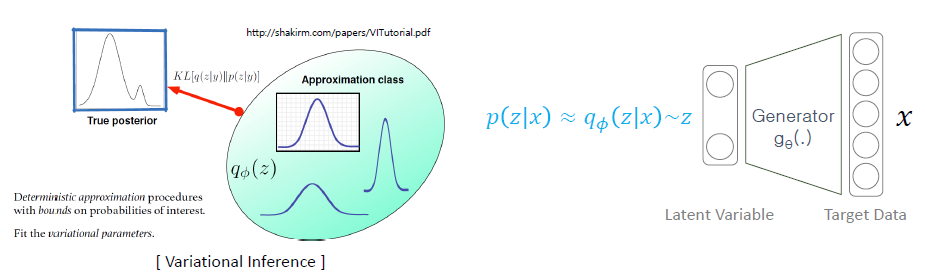 http://shakirm.com/papers/VITutorial.pdf
KL[q(z|y)||p(z|y)]
Approximation class
True posterior
qϕ(z)
Deterministic approximation procedures
with bounds on probabilities of interest.
Fit the variational parameters.
[ Variational Inference ]
p(z|x) ≈ qϕ(z|x)~z
Generator
gθ(.)
x
Latent Variable
Target Data